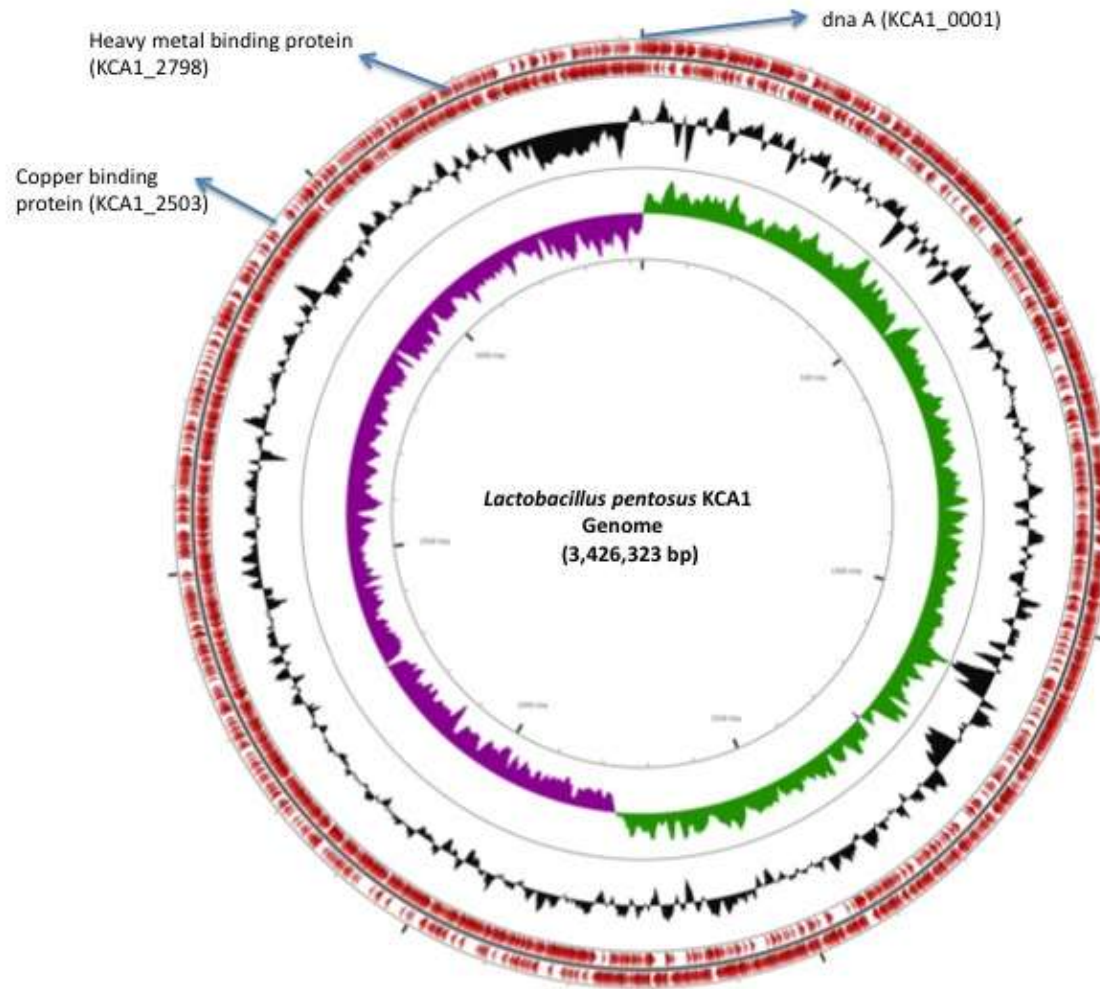 dna A (KCA1_0001)
Heavy metal binding protein
(KCA1_2798)
Copper binding
protein (KCA1_2503)
Lactobacillus pentosus KCA1
Genome
(3,426,323 bp)